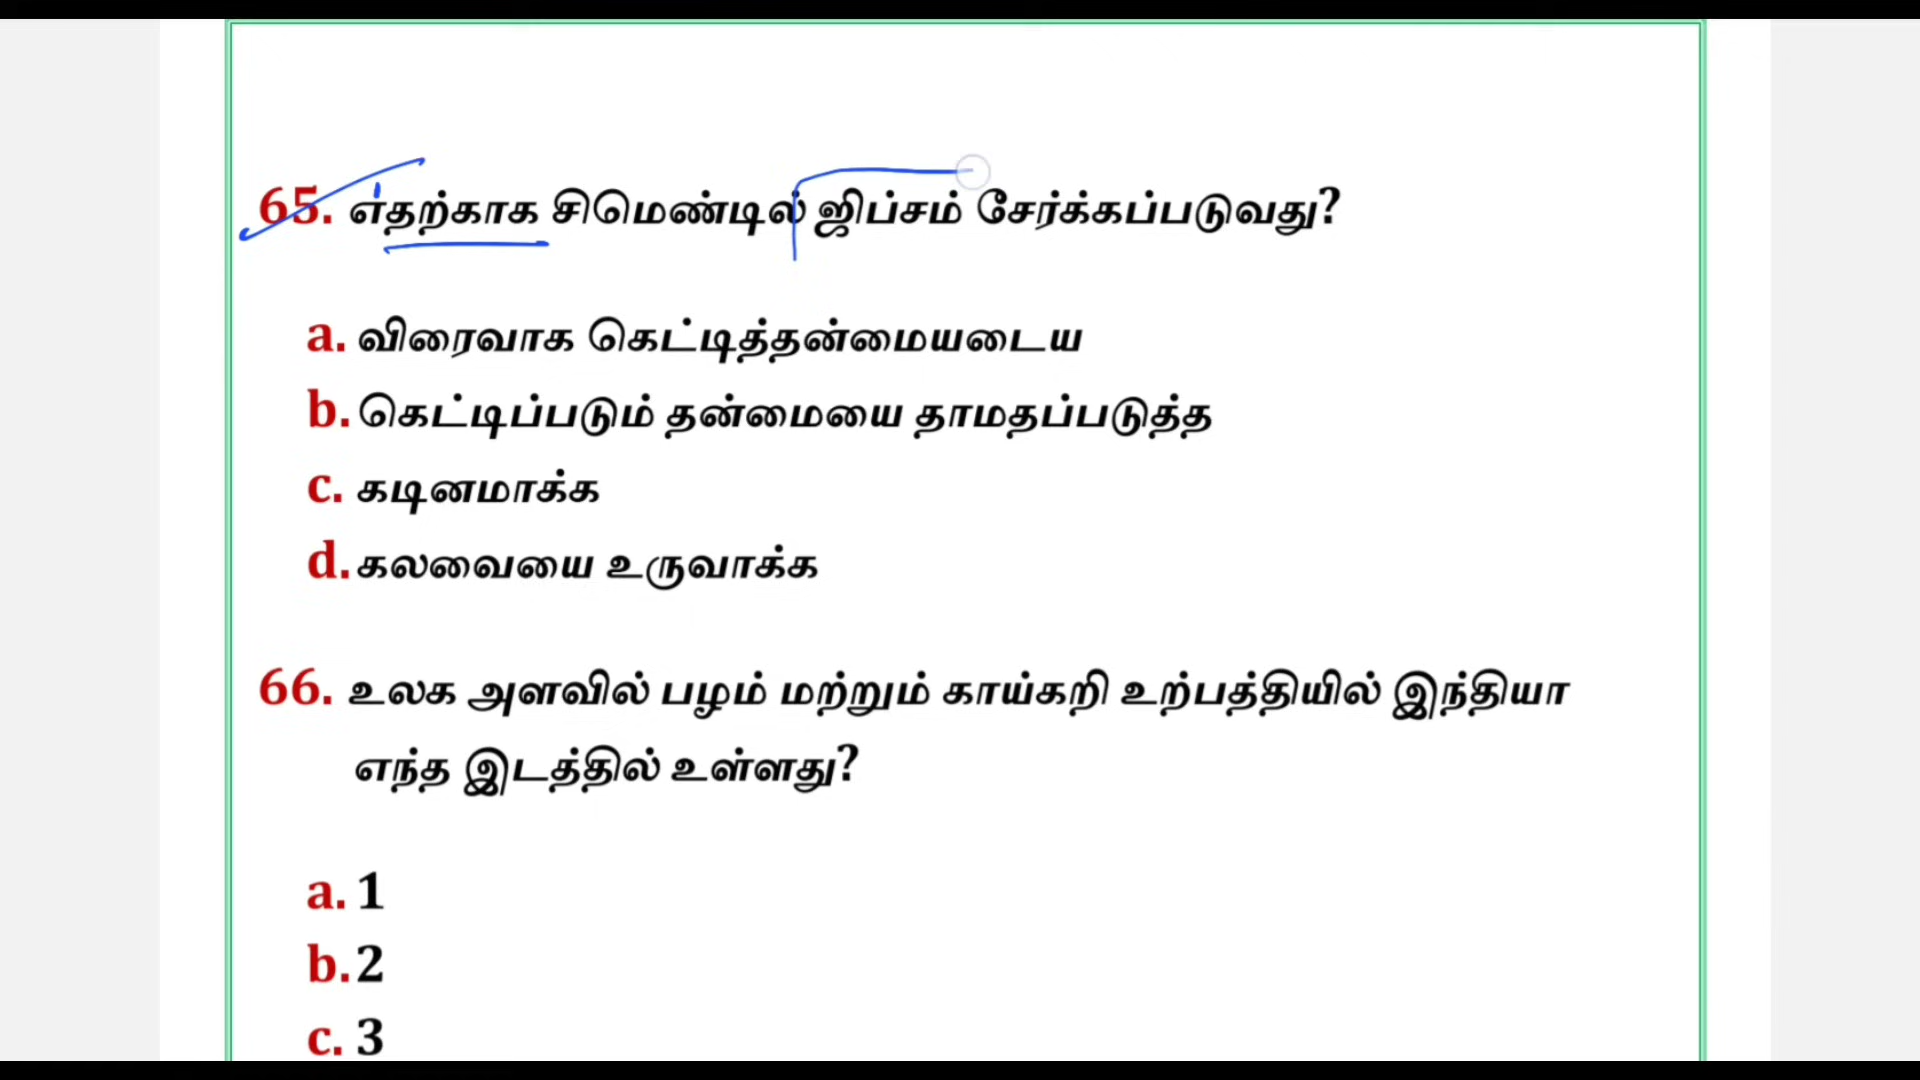 65. எதற்காக சிமெண்டில் ஜிப்சம் சேர்க்கப்படுவது?
a. விரைவாக கெட்டித்தன்மையடைய
b. கெட்டிப்படும் தன்மையை தாமதப்படுத்த
c. கடினமாக்க
d. கலவையை உருவாக்க
66. உலக அளவில் பழம் மற்றும் காய்கறி உற்பத்தியில் இந்தியா
எந்த இடத்தில் உள்ளது?
a. 1
b. 2
c. 3